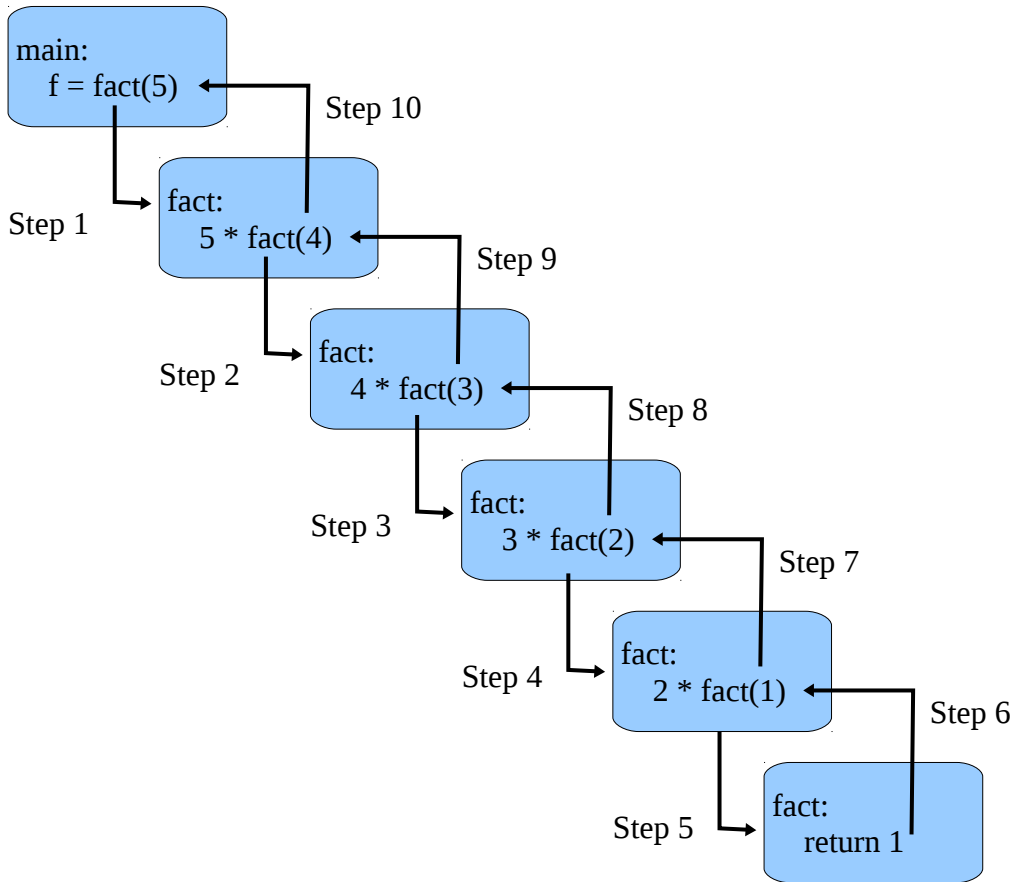 main:
f = fact(5)
Step 10
Step 1
fact:
5 * fact(4)
Step 9
Step 2
fact:
4 * fact(3)
Step 8
Step 3
fact:
3 * fact(2)
Step 7
Step 4
fact:
2 * fact(1)
Step 6
Step 5
fact:
return 1